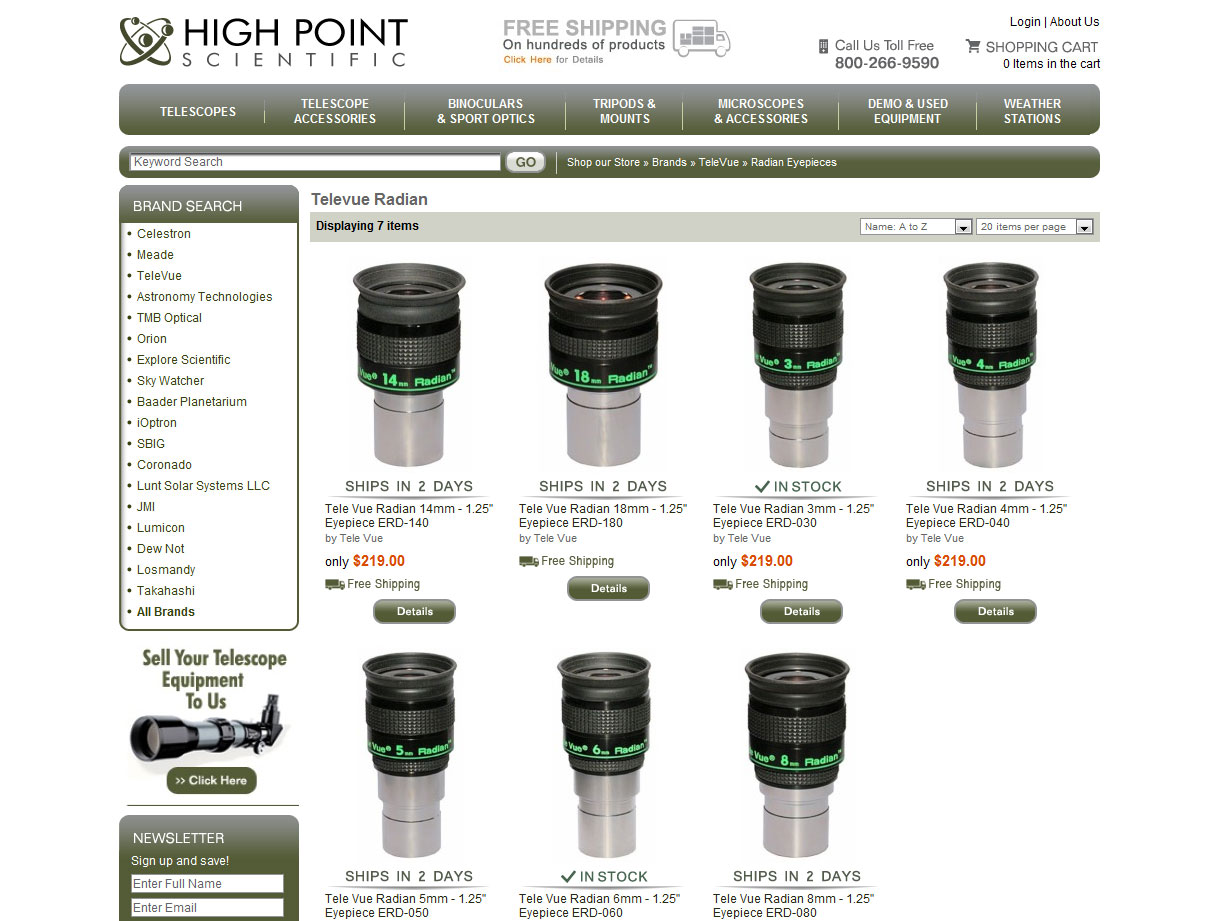 HIGH POINT
SCIENTIFIC
FREE SHIPPING
On hundreds of products
Click Here for Details
Login | About Us
Call Us Toll Free
800-266-9590
SHOPPING CART
0 Items in the cart
TELESCOPES
TELESCOPE
ACCESSORIES
BINOCULARS
& SPORT OPTICS
TRIPODS &
MOUNTS
MICROSCOPES
& ACCESSORIES
DEMO & USED
EQUIPMENT
WEATHER
STATIONS
Keyword Search
GO
Shop our Store » Brands » TeleVue » Radian Eyepieces
BRAND SEARCH
• Celestron
• Meade
• TeleVue
• Astronomy Technologies
• TMB Optical
• Orion
• Explore Scientific
• Sky Watcher
• Baader Planetarium
• iOptron
• SBIG
• Coronado
• Lunt Solar Systems LLC
• JMI
• Lumicon
• Dew Not
• Losmandy
• Takahashi
• All Brands
Sell Your Telescope
Equipment
To Us
>> Click Here
NEWSLETTER
Sign up and save!
Enter Full Name
Enter Email
Televue Radian
Displaying 7 items
Name: A to Z
20 items per page
Vue® 14mm Radian™
SHIPS IN 2 DAYS
Tele Vue Radian 14mm - 1.25"
Eyepiece ERD-140
by Tele Vue
only $219.00
Free Shipping
Details
Vue® 18mm Radian™
SHIPS IN 2 DAYS
Tele Vue Radian 18mm - 1.25"
Eyepiece ERD-180
by Tele Vue
Free Shipping
Details
Vue® 3mm Radian
IN STOCK
Tele Vue Radian 3mm - 1.25"
Eyepiece ERD-030
by Tele Vue
only $219.00
Free Shipping
Details
Vue® 4mm Radian
SHIPS IN 2 DAYS
Tele Vue Radian 4mm - 1.25"
Eyepiece ERD-040
by Tele Vue
only $219.00
Free Shipping
Details
Vue® 5mm Radian
SHIPS IN 2 DAYS
Tele Vue Radian 5mm - 1.25"
Eyepiece ERD-050
Vue® 6mm Radian
IN STOCK
Tele Vue Radian 6mm - 1.25"
Eyepiece ERD-060
Vue® 8mm Radian™
SHIPS IN 2 DAYS
Tele Vue Radian 8mm - 1.25"
Eyepiece ERD-080